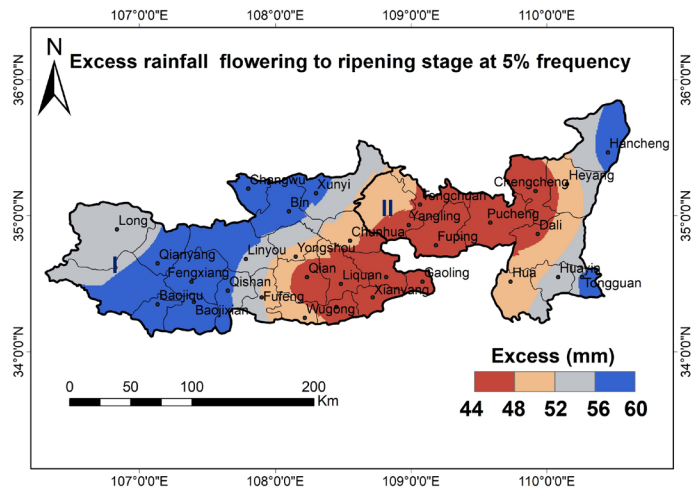 107°0'0"E 108°0'0"E 109°0'0"E 110°0'0"E
N
Excess rainfall flowering to ripening stage at 5% frequency
36°0'0"N
36°0'0"N
Hancheng
Changwu
Xunyi
Chengcheng
Heyang
Bin
II
Tongchuan
Long
Yangling
Pucheng
35°0'0"N
35°0'0"N
Dali
Chunhua
Fuping
Qianyang
Linyou
Yongshou
I
Fengxiang
Qian
Liquan
Gaoling
Hua
Huayin
Qishan
Tongguan
Baojiqu
Fufeng
Xianyang
Baojixian
Wugong
34°0'0"N
34°0'0"N
Excess (mm)
0 50 100 200
Km
44 48 52 56 60
107°0'0"E 108°0'0"E 109°0'0"E 110°0'0"E